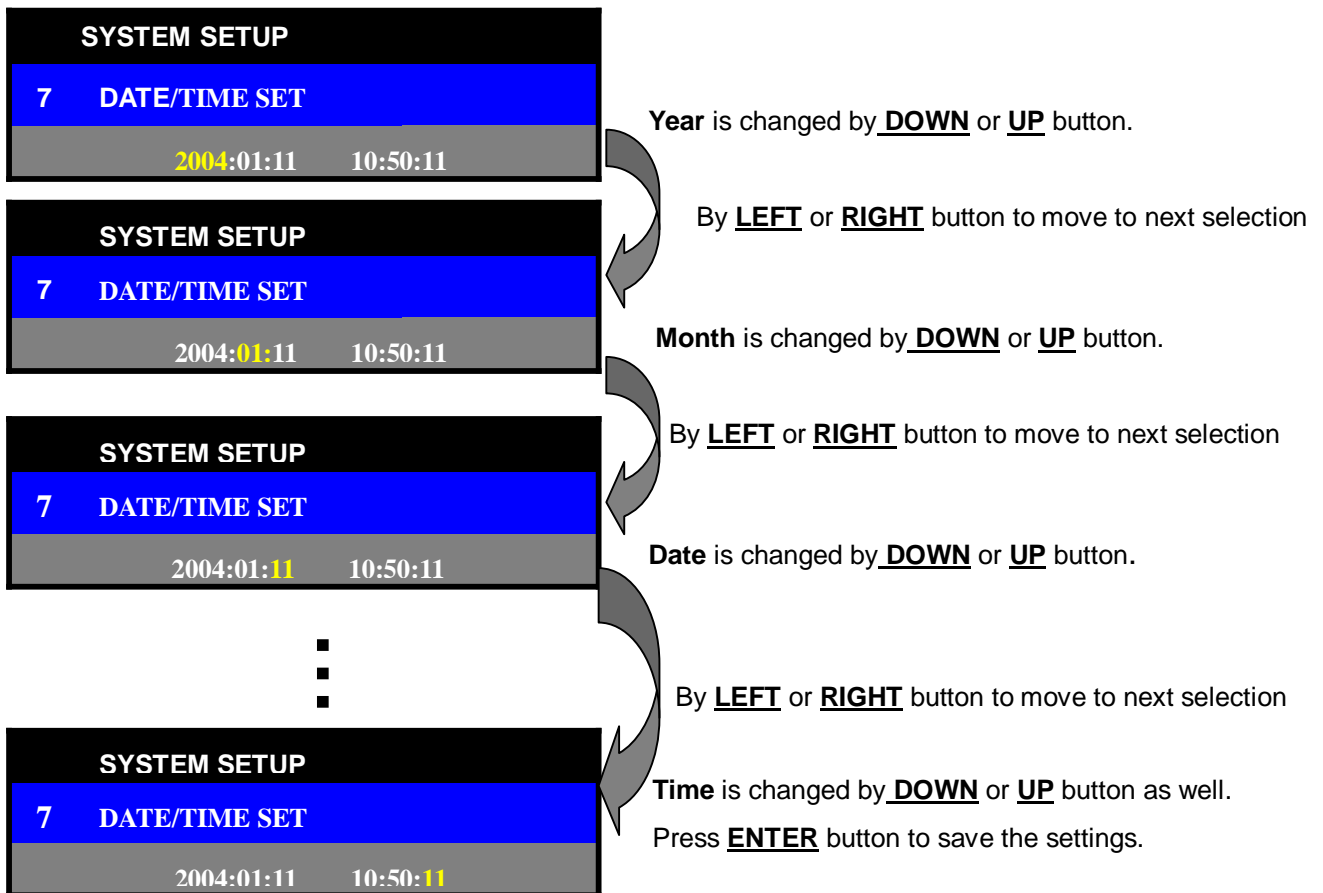 SYSTEM SETUP
7 DATE/TIME SET
2004:01:11 10:50:11
Year is changed by DOWN or UP button.
By LEFT or RIGHT button to move to next selection
SYSTEM SETUP
7 DATE/TIME SET
2004:01:11 10:50:11
Month is changed by DOWN or UP button.
By LEFT or RIGHT button to move to next selection
SYSTEM SETUP
7 DATE/TIME SET
2004:01:11 10:50:11
Date is changed by DOWN or UP button.
By LEFT or RIGHT button to move to next selection
SYSTEM SETUP
7 DATE/TIME SET
2004:01:11 10:50:11
Time is changed by DOWN or UP button as well.
Press ENTER button to save the settings.